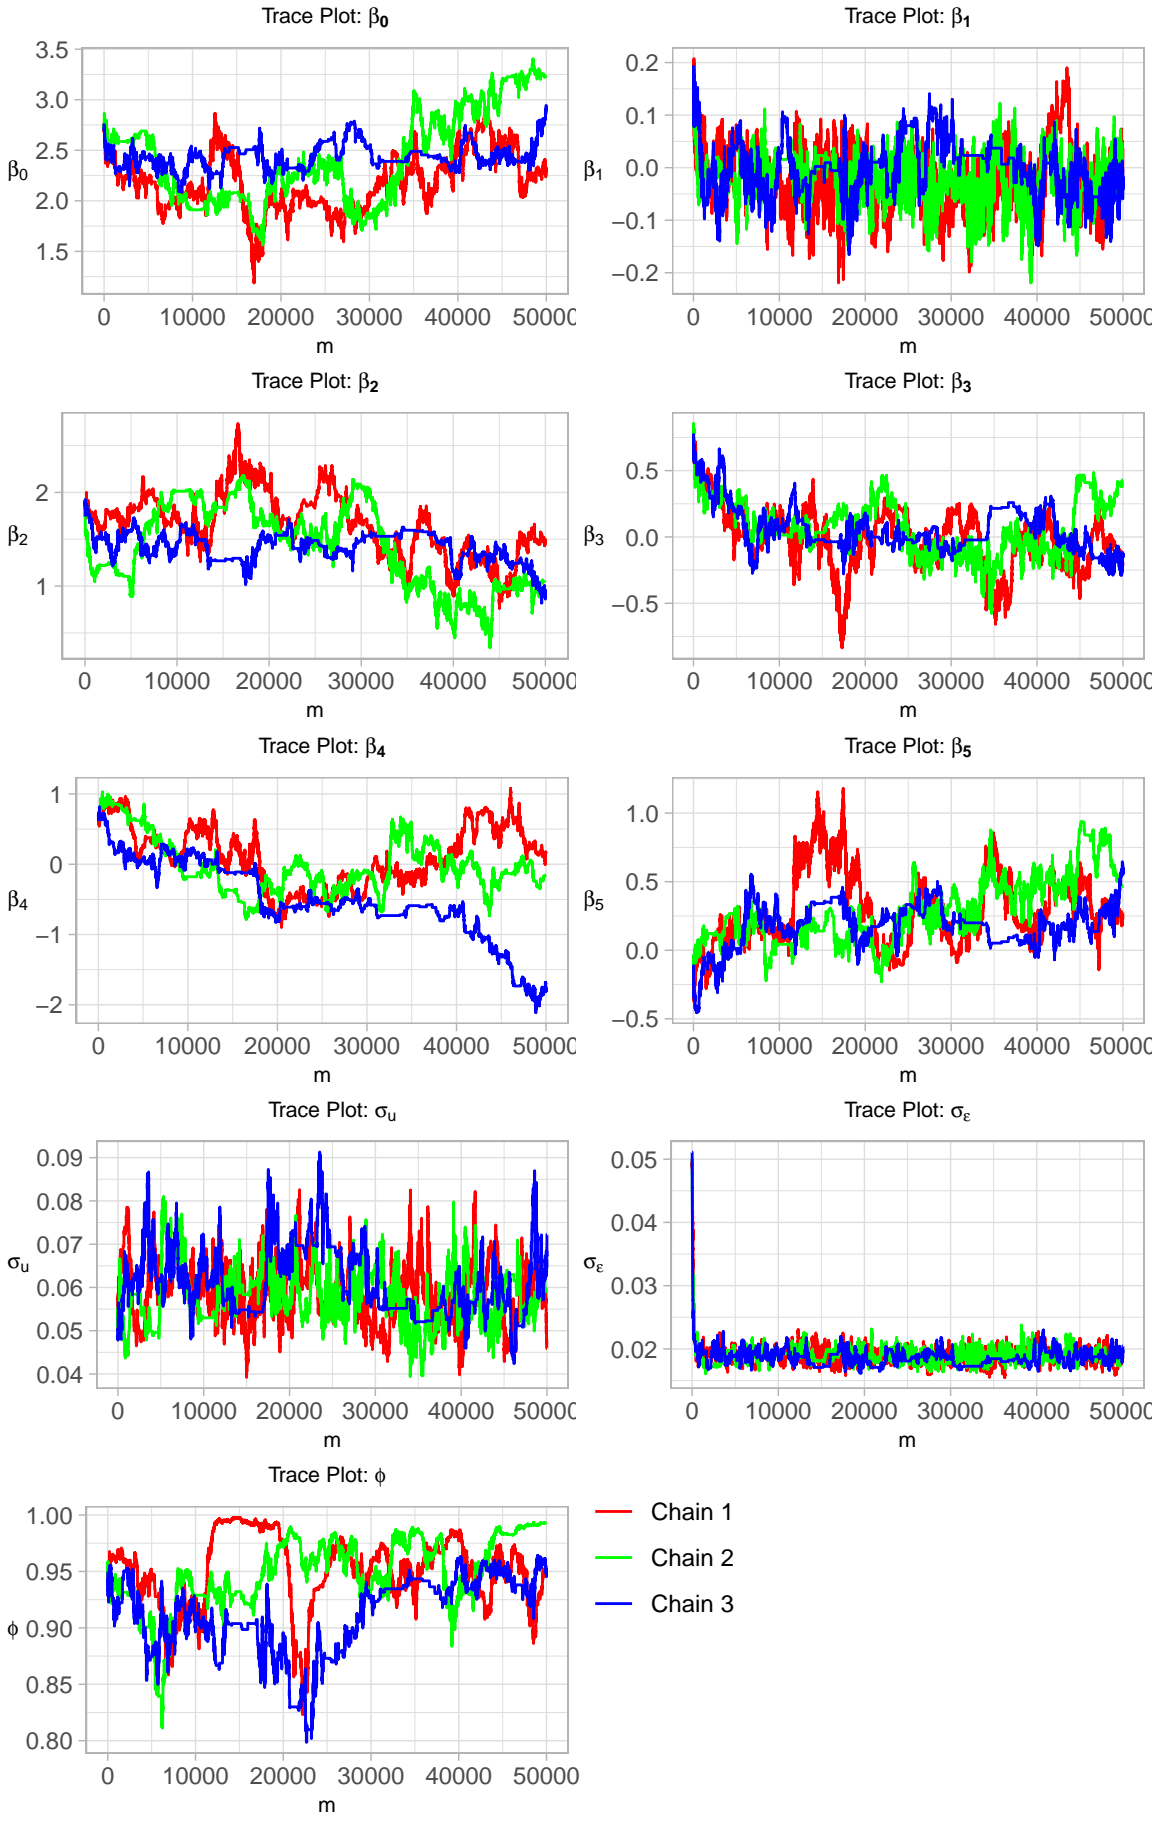 Trace Plot: β0
Trace Plot: β1
3.5
3.0
2.5
2.0
1.5
β0
0 10000 20000 30000 40000 50000
m
0.2
0.1
0.0
−0.1
−0.2
β1
0 10000 20000 30000 40000 50000
m
Trace Plot: β2
Trace Plot: β3
2
1
β2
0 10000 20000 30000 40000 50000
m
0.5
0.0
−0.5
β3
0 10000 20000 30000 40000 50000
m
Trace Plot: β4
Trace Plot: β5
1
0
−1
−2
β4
0 10000 20000 30000 40000 50000
m
1.0
0.5
0.0
−0.5
β5
0 10000 20000 30000 40000 50000
m
Trace Plot: σu
Trace Plot: σε
0.09
0.08
0.07
0.06
0.05
0.04
σu
0 10000 20000 30000 40000 50000
m
0.05
0.04
0.03
0.02
σε
0 10000 20000 30000 40000 50000
m
Trace Plot: ϕ
1.00
0.95
0.90
0.85
0.80
ϕ
0 10000 20000 30000 40000 50000
m
Chain 1
Chain 2
Chain 3